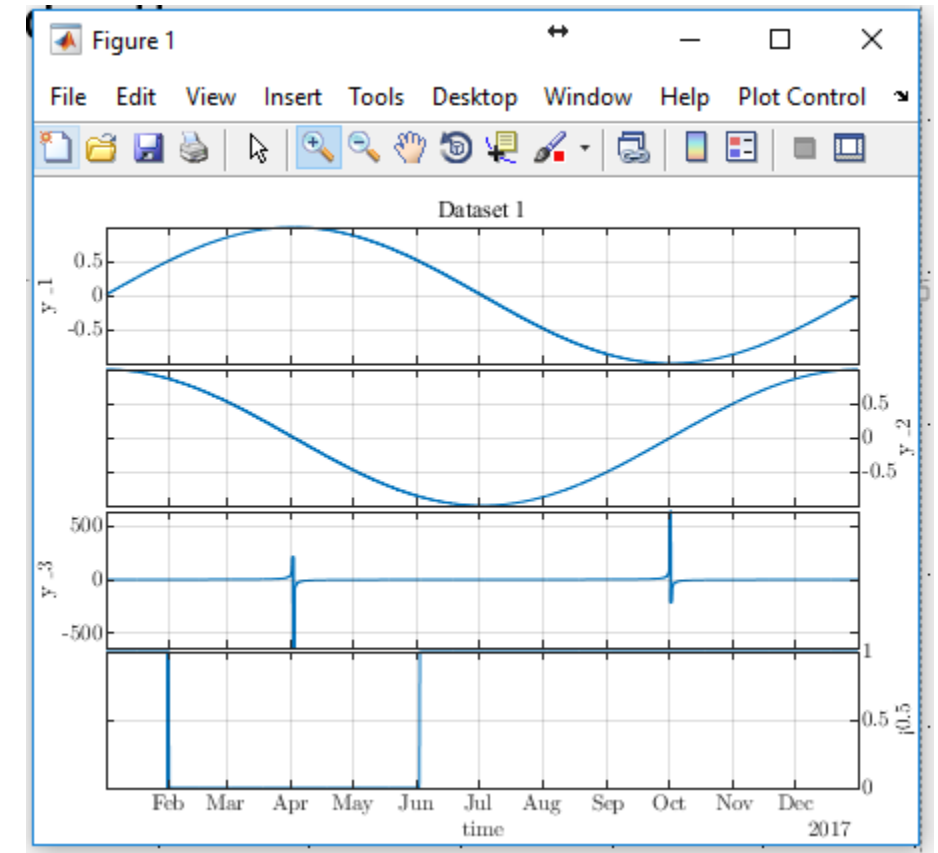 Figure 1
File Edit View Insert Tools Desktop Window Help Plot Control
Dataset 1
0.5
0
-0.5
y_1
0.5
0
-0.5
y_2
500
0
-500
y_3
1
0.5
0
Feb Mar Apr May Jun Jul Aug Sep Oct Nov Dec
time
2017